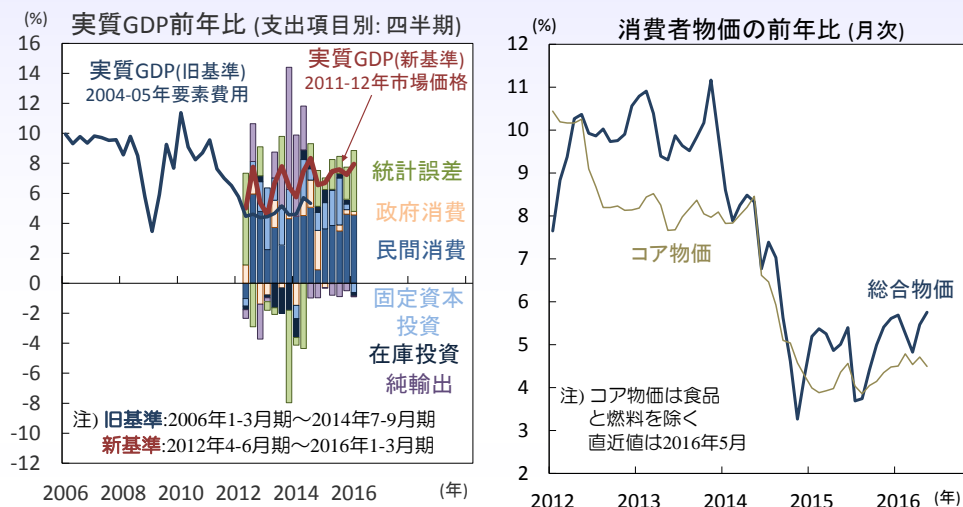 (%)
実質GDP前年比 (支出項目別: 四半期)
16
14
12
10
8
6
4
2
0
-2
-4
-6
-8
-10
-12
実質GDP(旧基準)
2004-05年要素費用
実質GDP(新基準)
2011-12年市場価格
統計誤差
政府消費
民間消費
固定資本
投資
在庫投資
純輸出
注) 旧基準:2006年1-3月期～2014年7-9月期
新基準:2012年4-6月期～2016年1-3月期
2006 2008 2010 2012 2014 2016 (年)
(%)
消費者物価の前年比 (月次)
12
11
10
9
8
7
6
5
4
3
2
コア物価
総合物価
注) コア物価は食品
と燃料を除く
直近値は2016年5月
2012 2013 2014 2015 2016 (年)